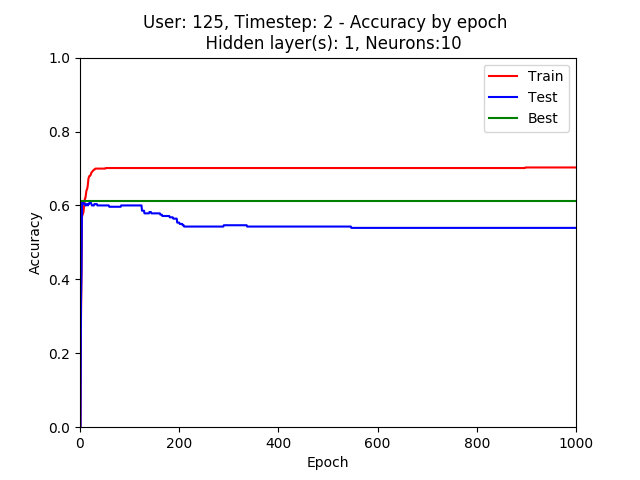 User: 125, Timestep: 2 - Accuracy by epoch
Hidden layer(s): 1, Neurons:10
1.0
0.8
0.6
0.4
0.2
0.0
Accuracy
Train
Test
Best
0 200 400 600 800 1000
Epoch